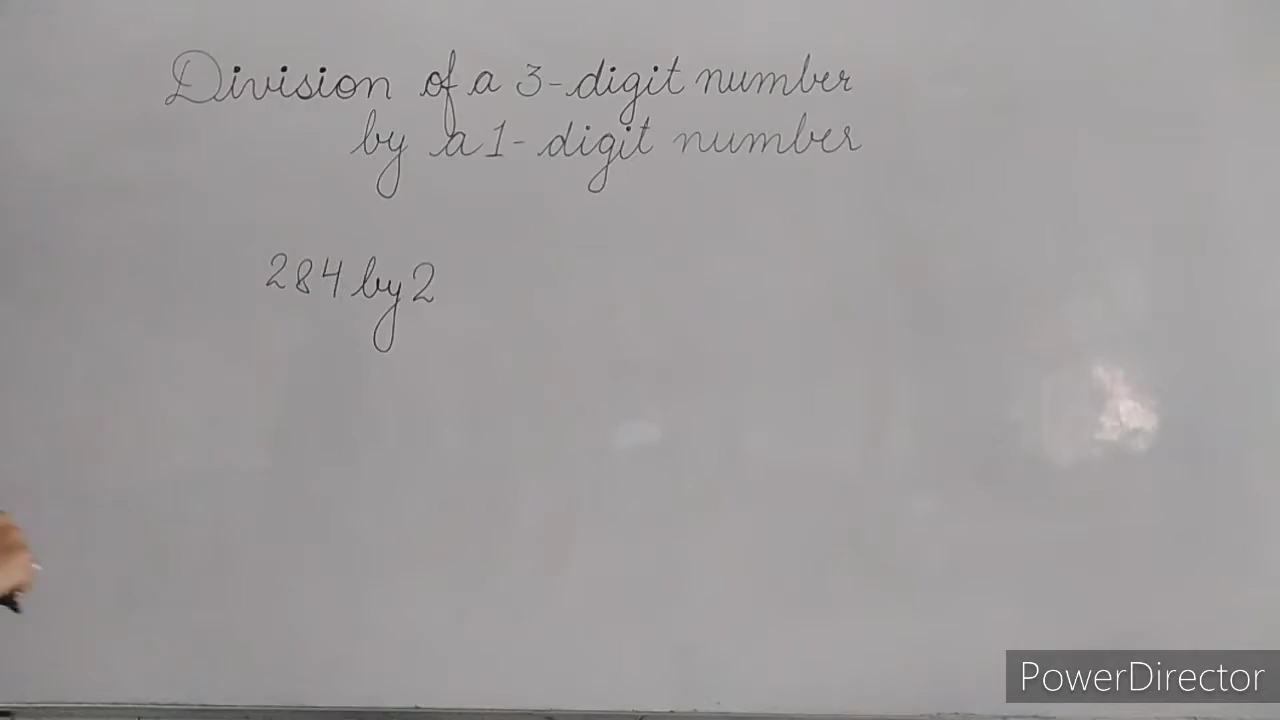 Division of a 3-digit number
by a 1-digit number
284 by 2
PowerDirector